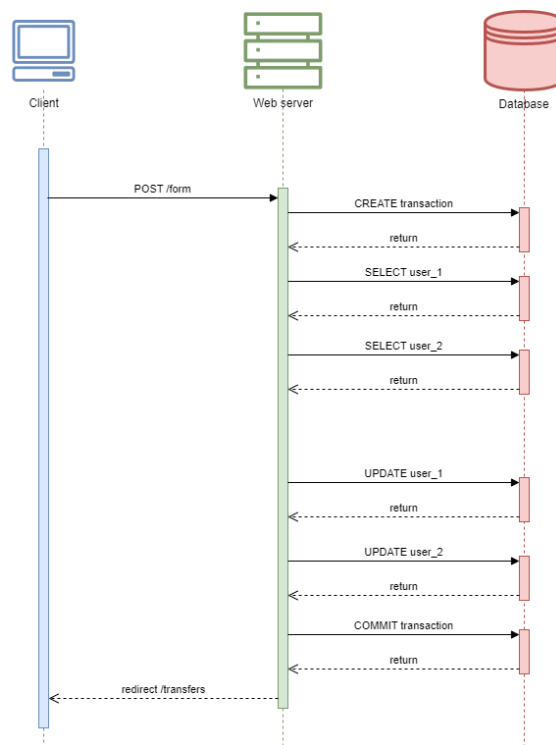 Client
Web server
Database
POST /form
CREATE transaction
return
SELECT user_1
return
SELECT user_2
return
UPDATE user_1
return
UPDATE user_2
return
COMMIT transaction
return
redirect /transfers